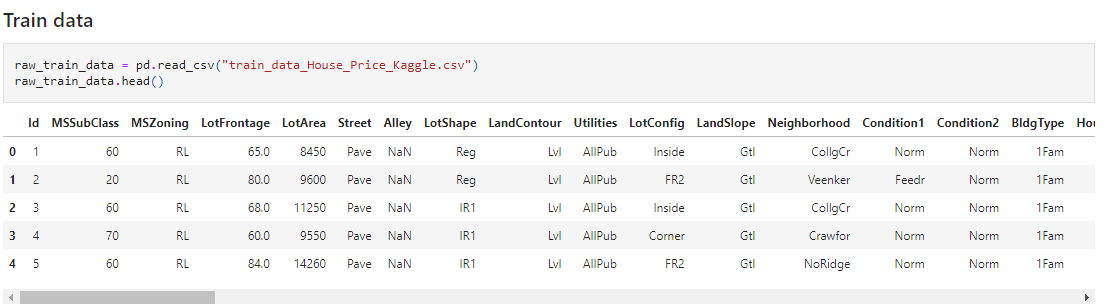 Train data
raw_train_data = pd.read_csv("train_data_House_Price_Kaggle.csv")
raw_train_data.head()
Id MSSubClass MSZoning LotFrontage LotArea Street Alley LotShape LandContour Utilities LotConfig LandSlope Neighborhood Condition1 Condition2 BldgType Hou
0 1 60 RL 65.0 8450 Pave NaN Reg Lvl AllPub Inside Gtl CollgCr Norm Norm 1Fam
1 2 20 RL 80.0 9600 Pave NaN Reg Lvl AllPub FR2 Gtl Veenker Feedr Norm 1Fam
2 3 60 RL 68.0 11250 Pave NaN IR1 Lvl AllPub Inside Gtl CollgCr Norm Norm 1Fam
3 4 70 RL 60.0 9550 Pave NaN IR1 Lvl AllPub Corner Gtl Crawfor Norm Norm 1Fam
4 5 60 RL 84.0 14260 Pave NaN IR1 Lvl AllPub FR2 Gtl NoRidge Norm Norm 1Fam